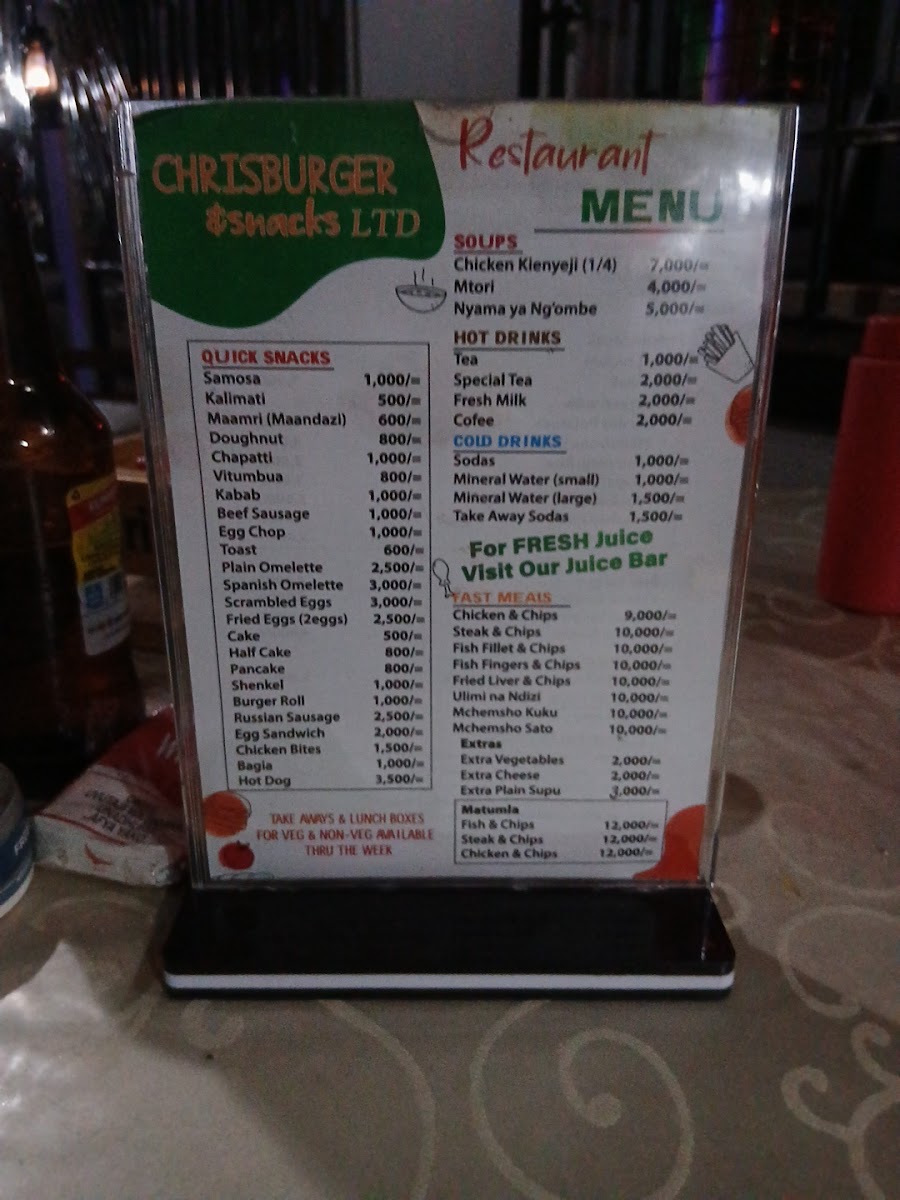 CHRISBURGER
&snacks LTD
Restaurant
MENU
QUICK SNACKS
Samosa 1,000/=
Kalimati 500/=
Maamri (Maandazi) 600/=
Doughnut 800/=
Chapatti 1,000/=
Vitumbua 800/=
Kabab 1,000/=
Beef Sausage 1,000/=
Egg Chop 1,000/=
Toast 600/=
Plain Omelette 2,500/=
Spanish Omelette 3,000/=
Scrambled Eggs 3,000/=
Fried Eggs (2eggs) 2,500/=
Cake 500/=
Half Cake 800/=
Pancake 800/=
Shenkel 1,000/=
Burger Roll 1,000/=
Russian Sausage 2,500/=
Egg Sandwich 2,000/=
Chicken Bites 1,500/=
Bagia 1,000/=
Hot Dog 3,500/=
TAKE AWAYS & LUNCH BOXES
FOR VEG & NON-VEG AVAILABLE
THRU THE WEEK
SOUPS
Chicken Kienyeji (1/4) 7,000/=
Mtori 4,000/=
Nyama ya Ng'ombe 5,000/=
HOT DRINKS
Tea 1,000/=
Special Tea 2,000/=
Fresh Milk 2,000/=
Cofee 2,000/=
COLD DRINKS
Sodas 1,000/=
Mineral Water (small) 1,000/=
Mineral Water (large) 1,500/=
Take Away Sodas 1,500/=
For FRESH Juice
Visit Our Juice Bar
FAST MEALS
Chicken & Chips 9,000/=
Steak & Chips 10,000/=
Fish Fillet & Chips 10,000/=
Fish Fingers & Chips 10,000/=
Fried Liver & Chips 10,000/=
Ulimi na Ndizi 10,000/=
Mchemsho Kuku 10,000/=
Mchemsho Sato 10,000/=
Extras
Extra Vegetables 2,000/=
Extra Cheese 2,000/=
Extra Plain Supu 3,000/=
Matumla
Fish & Chips 12,000/=
Steak & Chips 12,000/=
Chicken & Chips 12,000/=